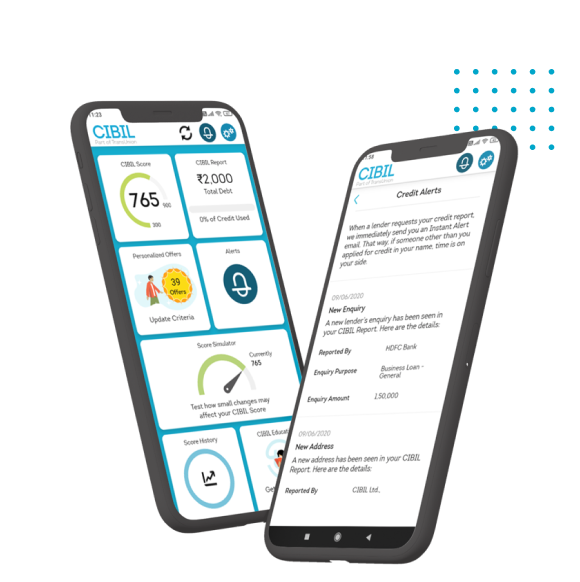 11:23
CIBIL
Part of TransUnion
CIBIL Score
765
900
300
CIBIL Report
₹2,000
Total Debt
0% of Credit Used
Personalized Offers
39
Offers
Update Criteria
Alerts
Score Simulator
Currently
765
Test how small changes may
affect your CIBIL Score
Score History
CIBIL Educat
Get
CIBIL
Part of TransUnion
Credit Alerts
When a lender requests your credit report,
we immediately send you an Instant Alert
email. That way, if someone other than you
applied for credit in your name, time is on
your side.
09/06/2020
New Enquiry
A new lender's enquiry has been seen in
your CIBIL Report. Here are the details:
Reported By
HDFC Bank
Enquiry Purpose
Business Loan -
General
Enquiry Amount
1,50,000
09/06/2020
New Address
A new address has been seen in your CIBIL
Report. Here are the details:
Reported By
CIBIL Ltd.,